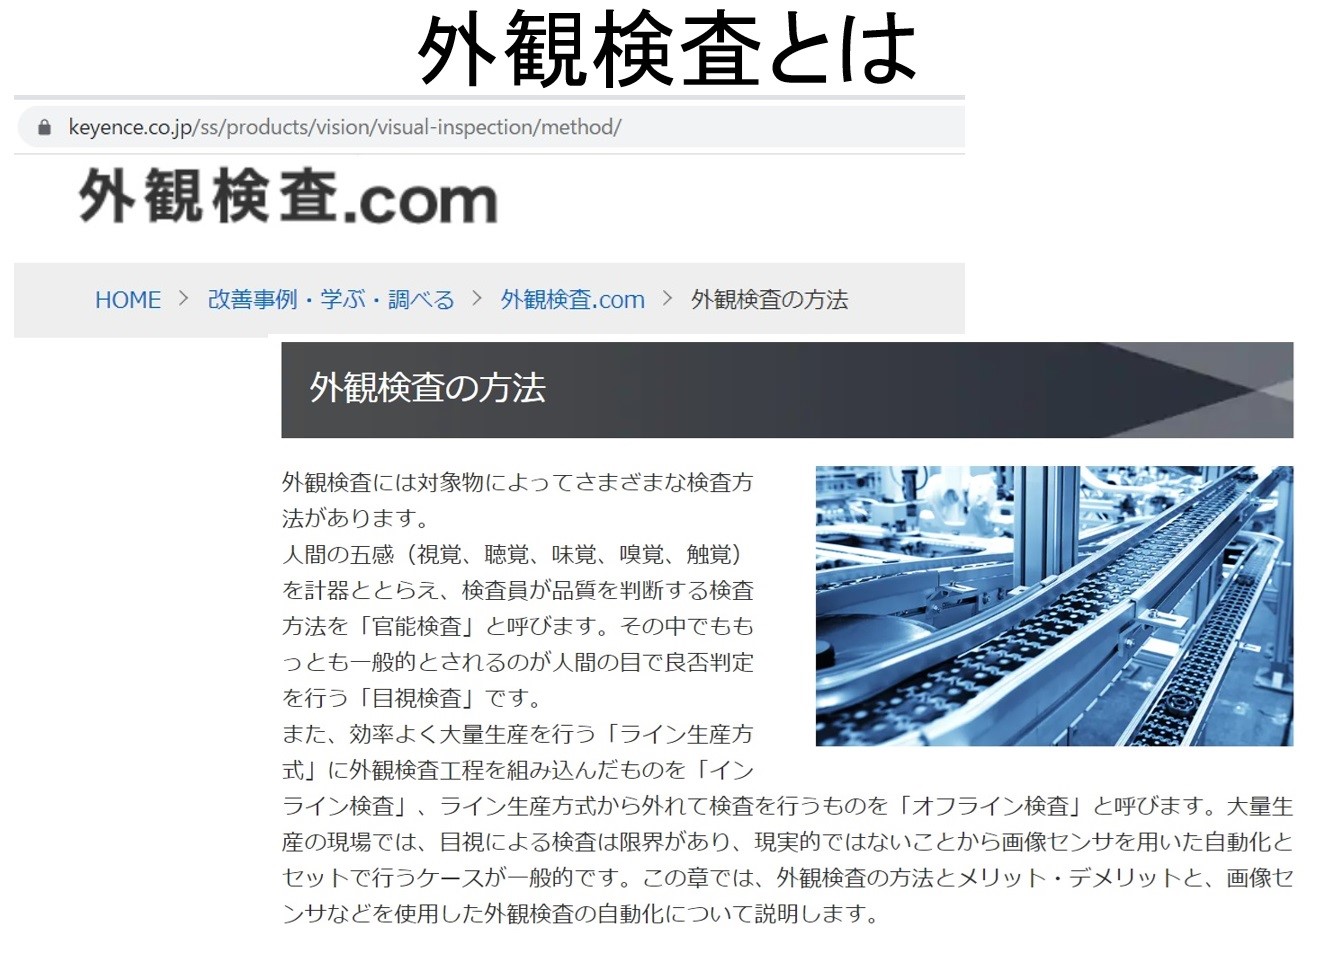 外観検査とは
keyence.co.jp/ss/products/vision/visual-inspection/method/
外観検査.com
HOME > 改善事例・学ぶ・調べる > 外観検査.com > 外観検査の方法
外観検査の方法
外観検査には対象物によってさまざまな検査方
法があります。
人間の五感（視覚、聴覚、味覚、嗅覚、触覚）
を計器ととらえ、検査員が品質を判断する検査
方法を「官能検査」と呼びます。その中でもも
っとも一般的とされるのが人間の目で良否判定
を行う「目視検査」です。
また、効率よく大量生産を行う「ライン生産方
式」に外観検査工程を組み込んだものを「イン
ライン検査」、ライン生産方式から外れて検査を行うものを「オフライン検査」と呼びます。大量生
産の現場では、目視による検査は限界があり、現実的ではないことから画像センサを用いた自動化と
セットで行うケースが一般的です。この章では、外観検査の方法とメリット・デメリットと、画像セ
ンサなどを使用した外観検査の自動化について説明します。